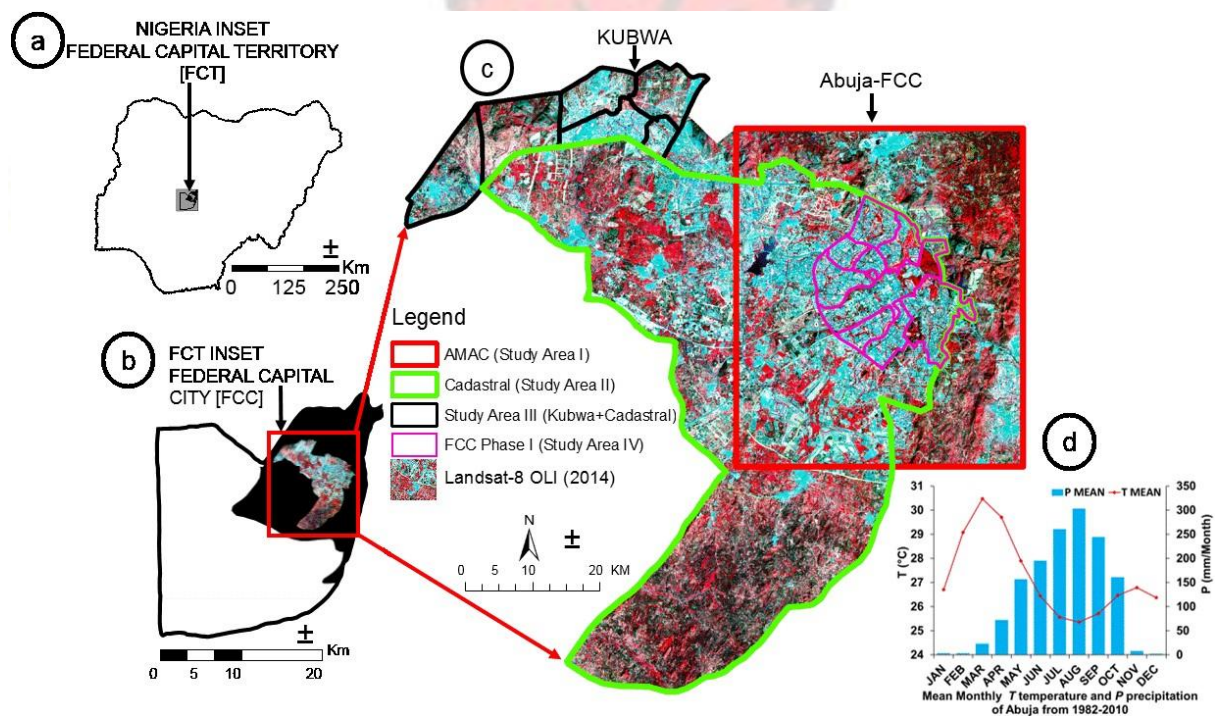 a
NIGERIA INSET
FEDERAL CAPITAL TERRITORY
[FCT]
±
Km
0 125 250
b
FCT INSET
FEDERAL CAPITAL
CITY [FCC]
±
Km
0 10 20
c
KUBWA
Abuja-FCC
Legend
AMAC (Study Area I)
Cadastral (Study Area II)
Study Area III (Kubwa+Cadastral)
FCC Phase I (Study Area IV)
Landsat-8 OLI (2014)
N
±
0 10 0 10 20 KM
d
P MEAN T MEAN
T (°C)
31
30
29
28
27
26
25
24
P (mm/Month)
350
300
250
200
150
100
50
0
JAN FEB MAR APR MAY JUN JUL AUG SEP OCT NOV DEC
Mean Monthly T temperature and P precipitation
of Abuja from 1982-2010